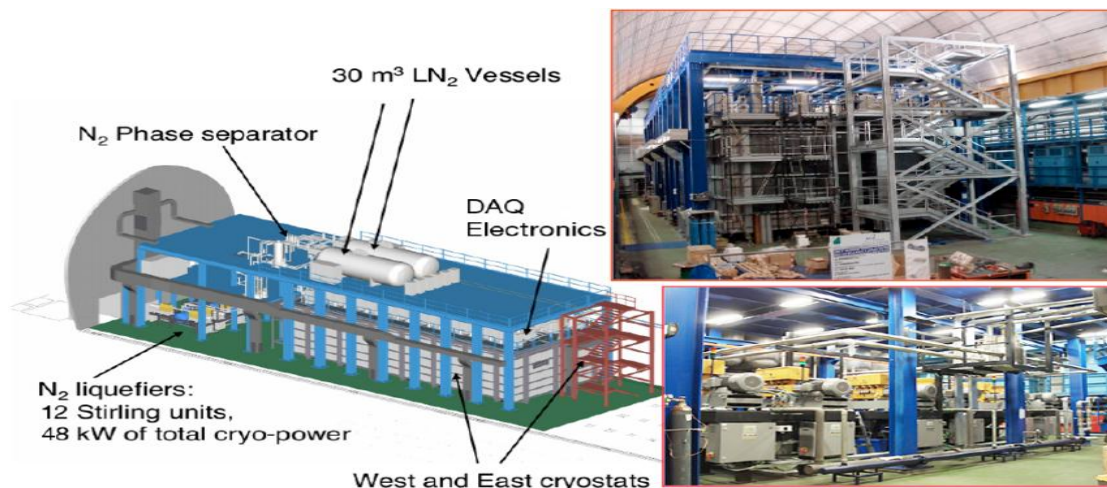 30 m³ LN₂ Vessels
N₂ Phase separator
DAQ
Electronics
N₂ liquefiers:
12 Stirling units,
48 kW of total cryo-power
West and East cryostats